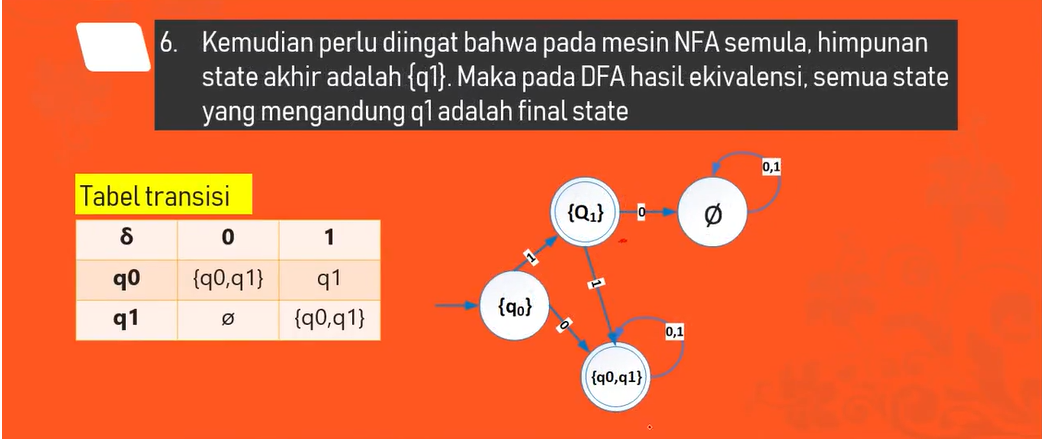 6. Kemudian perlu diingat bahwa pada mesin NFA semula, himpunan
state akhir adalah {q1}. Maka pada DFA hasil ekivalensi, semua state
yang mengandung q1 adalah final state
Tabel transisi
δ 0 1
q0 {q0,q1} q1
q1 ø {q0,q1}
0,1
{Q₁} 0 Ø
1
1
{q₀}
0
0,1
{q0,q1}